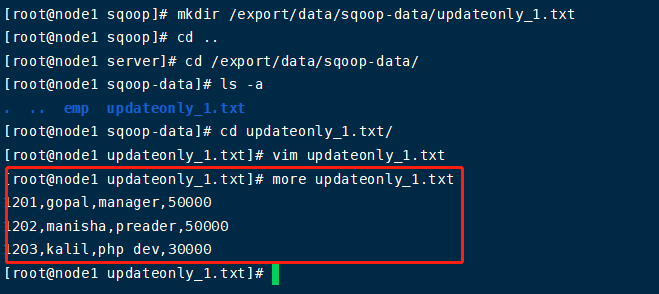 [root@node1 sqoop]# mkdir /export/data/sqoop-data/updateonly_1.txt
[root@node1 sqoop]# cd ..
[root@node1 server]# cd /export/data/sqoop-data/
[root@node1 sqoop-data]# ls -a
. .. emp updateonly_1.txt
[root@node1 sqoop-data]# cd updateonly_1.txt/
[root@node1 updateonly_1.txt]# vim updateonly_1.txt
[root@node1 updateonly_1.txt]# more updateonly_1.txt
1201,gopal,manager,50000
1202,manisha,preader,50000
1203,kalil,php dev,30000
[root@node1 updateonly_1.txt]#